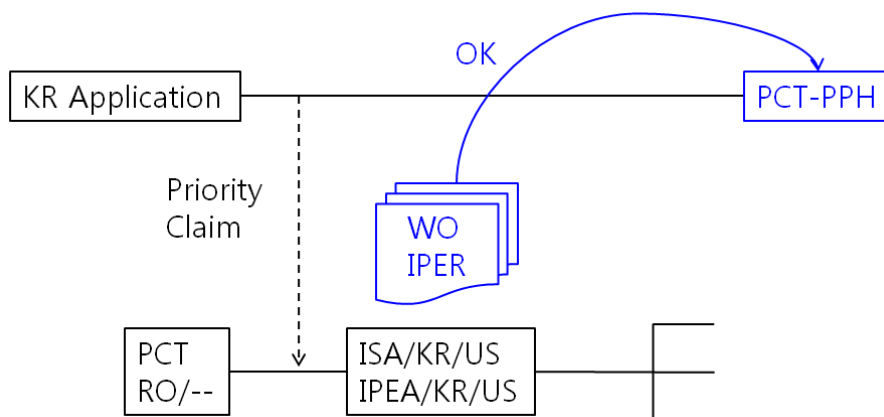 OK
KR Application
PCT-PPH
Priority
Claim
WO
IPER
PCT
RO/--
ISA/KR/US
IPEA/KR/US